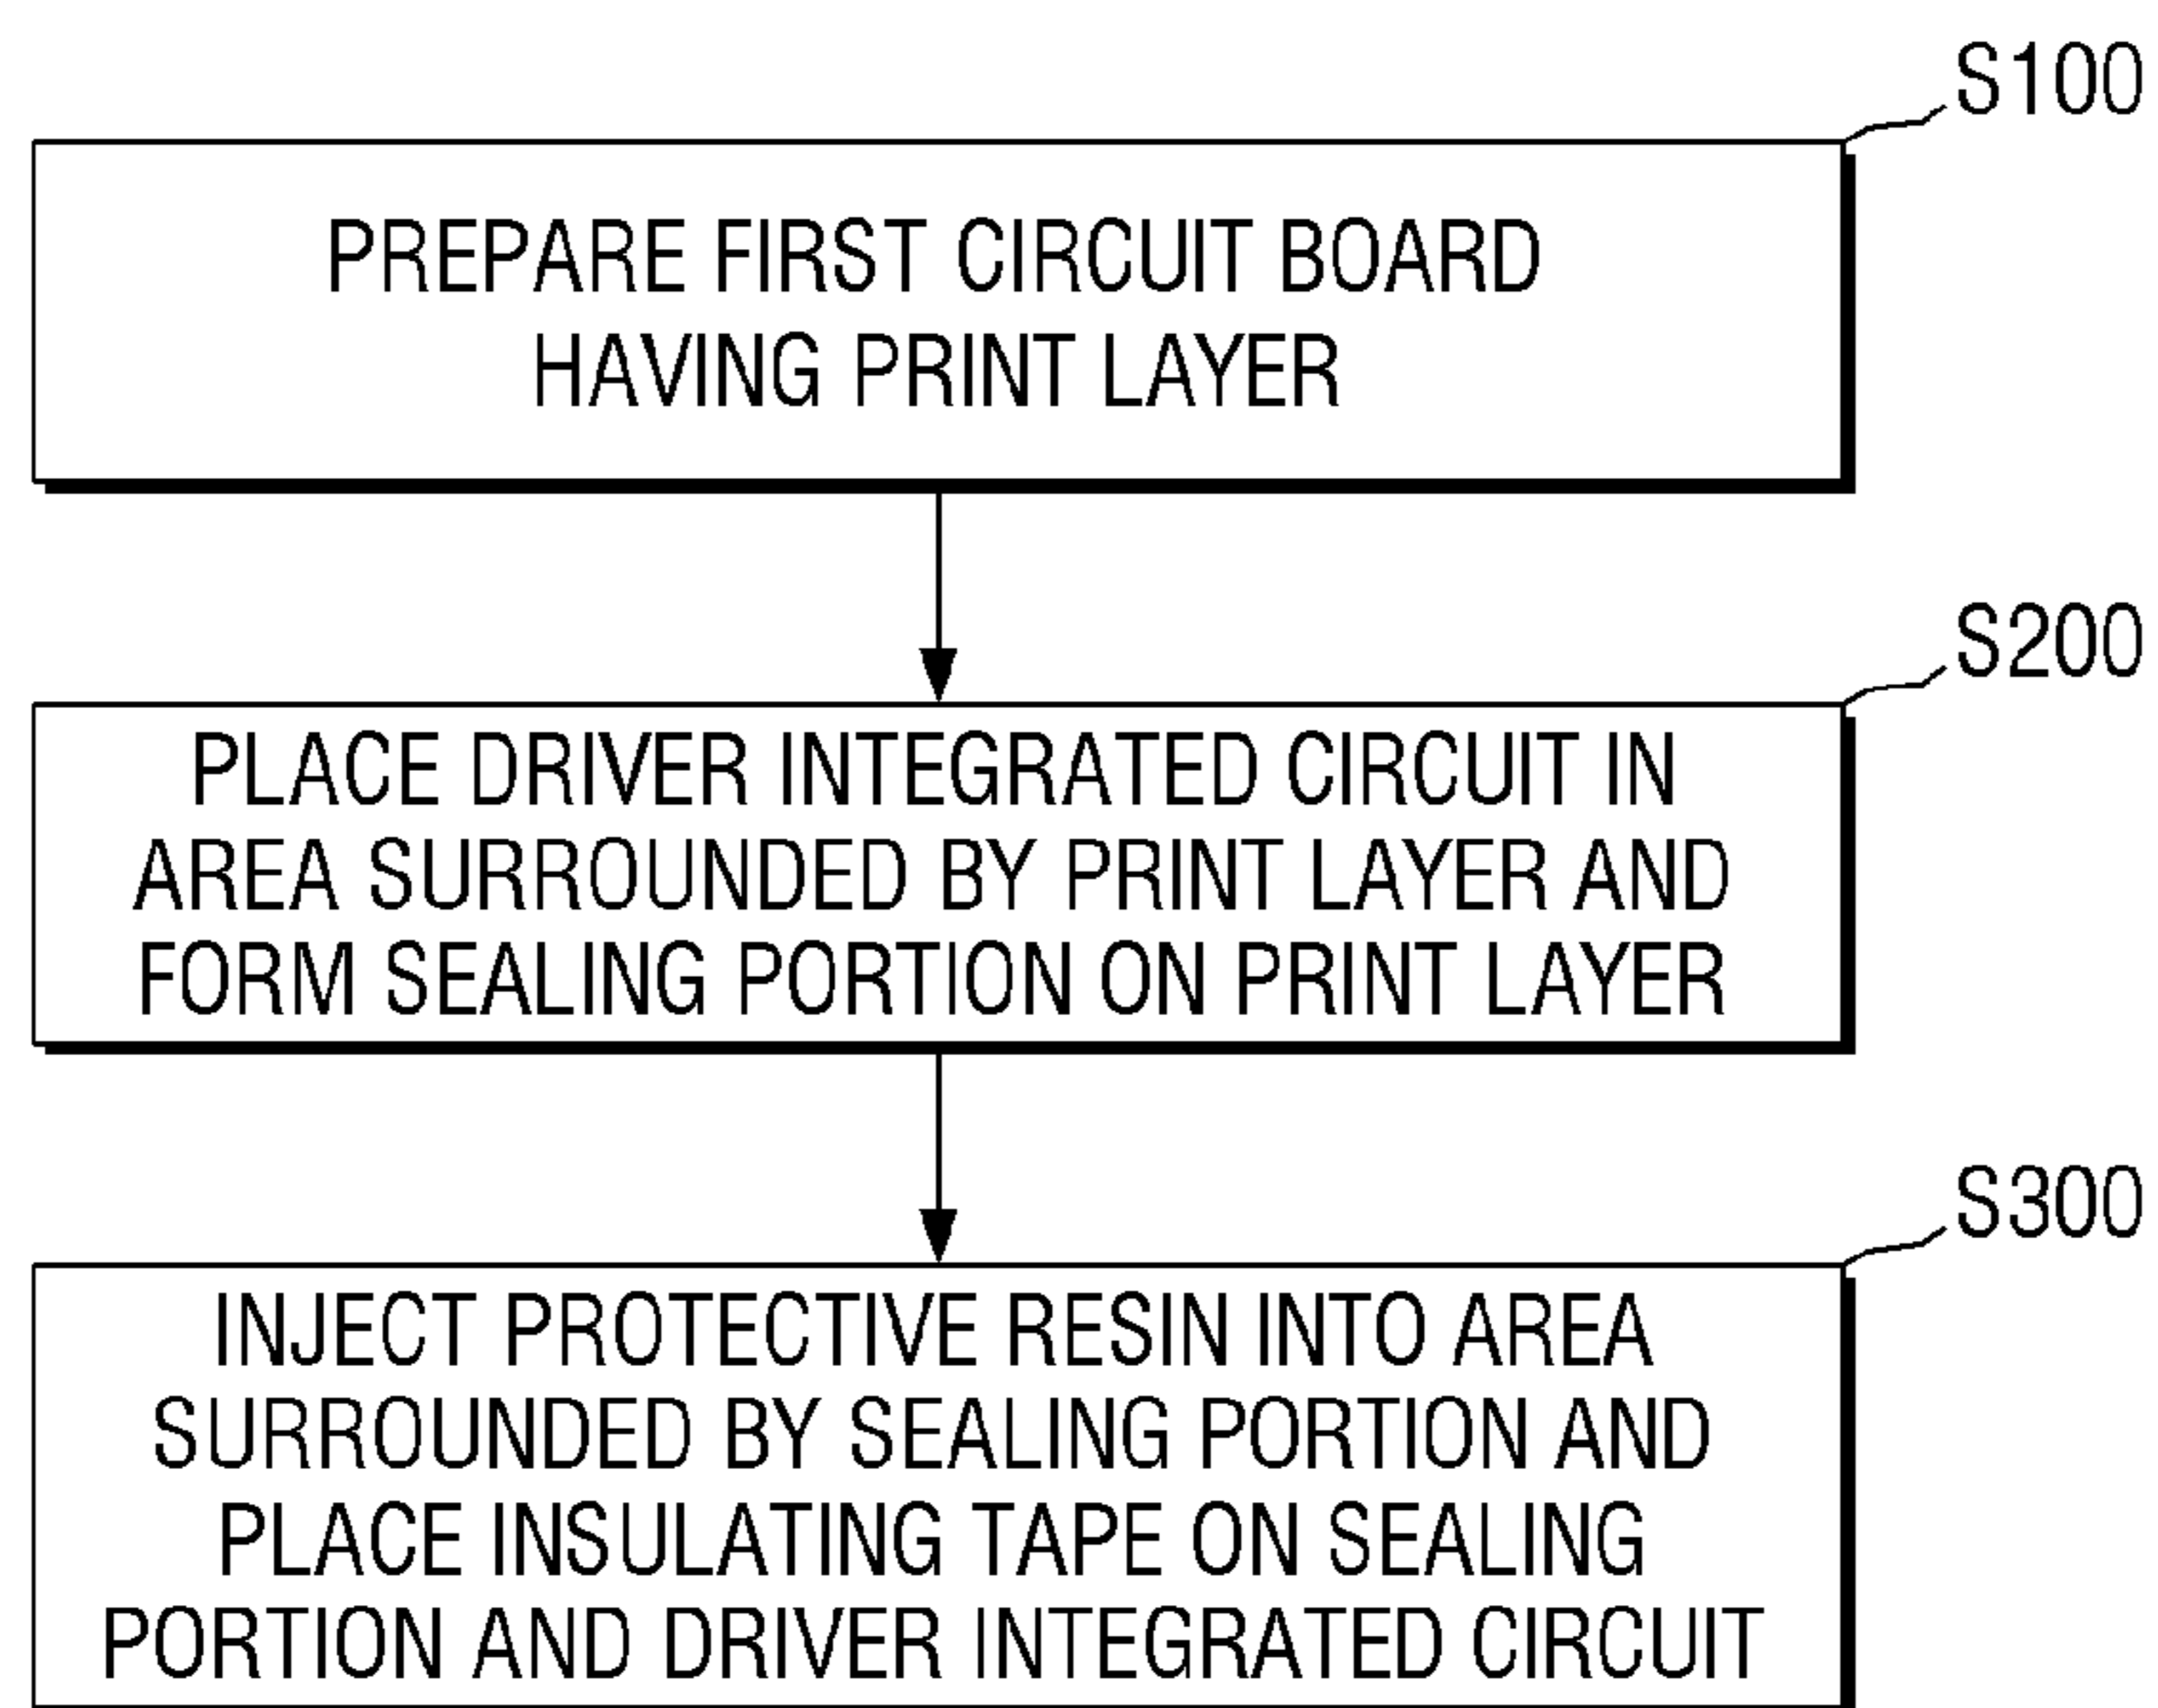 S100
PREPARE FIRST CIRCUIT BOARD
HAVING PRINT LAYER
S200
PLACE DRIVER INTEGRATED CIRCUIT IN
AREA SURROUNDED BY PRINT LAYER AND
FORM SEALING PORTION ON PRINT LAYER
S300
INJECT PROTECTIVE RESIN INTO AREA
SURROUNDED BY SEALING PORTION AND
PLACE INSULATING TAPE ON SEALING
PORTION AND DRIVER INTEGRATED CIRCUIT